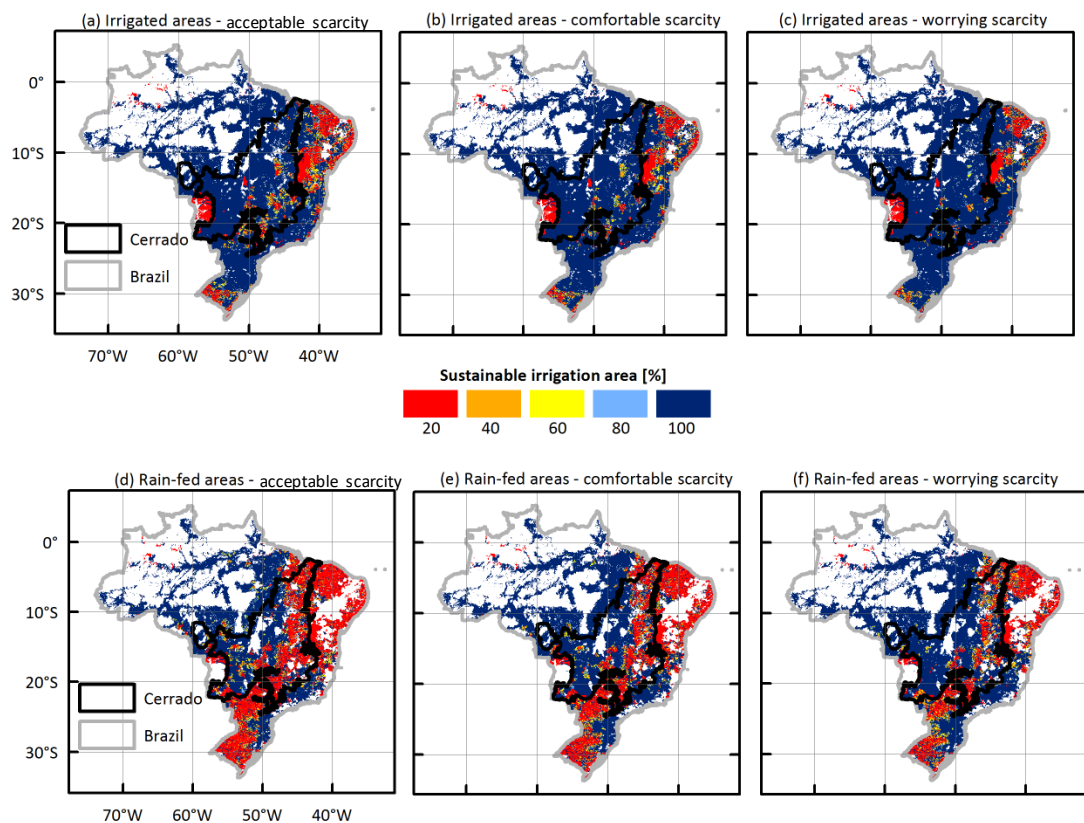 (a) Irrigated areas - acceptable scarcity
(b) Irrigated areas - comfortable scarcity
(c) Irrigated areas - worrying scarcity
0°
10°S
20°S
30°S
Cerrado
Brazil
70°W 60°W 50°W 40°W
Sustainable irrigation area [%]
20 40 60 80 100
(d) Rain-fed areas - acceptable scarcity
(e) Rain-fed areas - comfortable scarcity
(f) Rain-fed areas - worrying scarcity
0°
10°S
20°S
30°S
Cerrado
Brazil
70°W 60°W 50°W 40°W